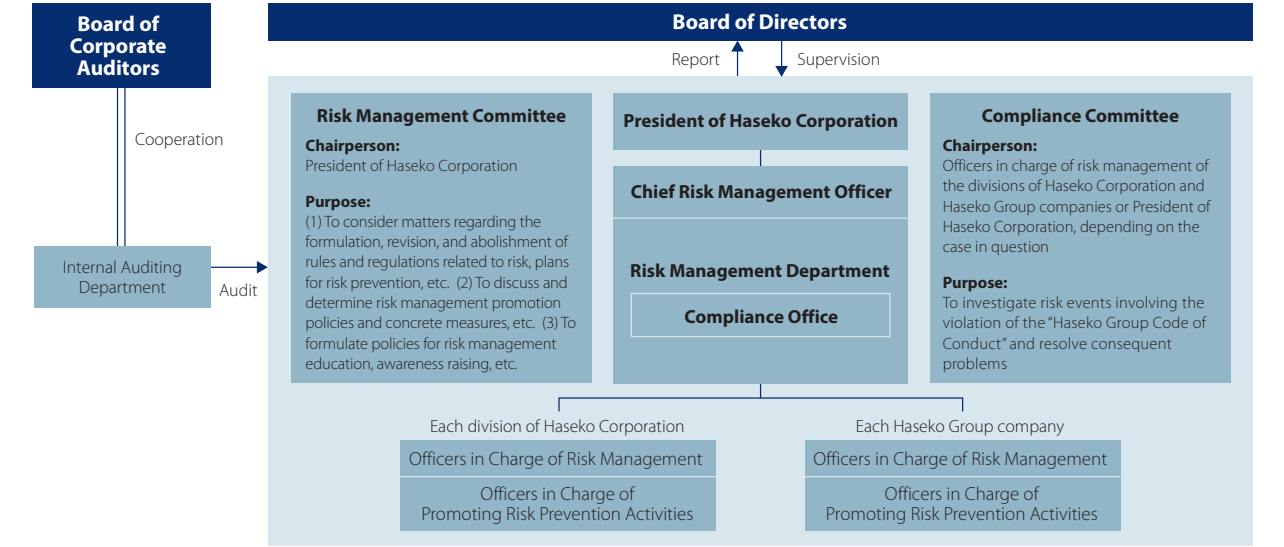 Board of
Corporate
Auditors
Board of Directors
Report
Supervision
Cooperation
Internal Auditing
Department
Audit
Risk Management Committee
Chairperson:
President of Haseko Corporation
Purpose:
(1) To consider matters regarding the
formulation, revision, and abolishment of
rules and regulations related to risk, plans
for risk prevention, etc. (2) To discuss and
determine risk management promotion
policies and concrete measures, etc. (3) To
formulate policies for risk management
education, awareness raising, etc.
President of Haseko Corporation
Chief Risk Management Officer
Risk Management Department
Compliance Office
Compliance Committee
Chairperson:
Officers in charge of risk management of
the divisions of Haseko Corporation and
Haseko Group companies or President of
Haseko Corporation, depending on the
case in question
Purpose:
To investigate risk events involving the
violation of the “Haseko Group Code of
Conduct” and resolve consequent
problems
Each division of Haseko Corporation
Officers in Charge of Risk Management
Officers in Charge of
Promoting Risk Prevention Activities
Each Haseko Group company
Officers in Charge of Risk Management
Officers in Charge of
Promoting Risk Prevention Activities